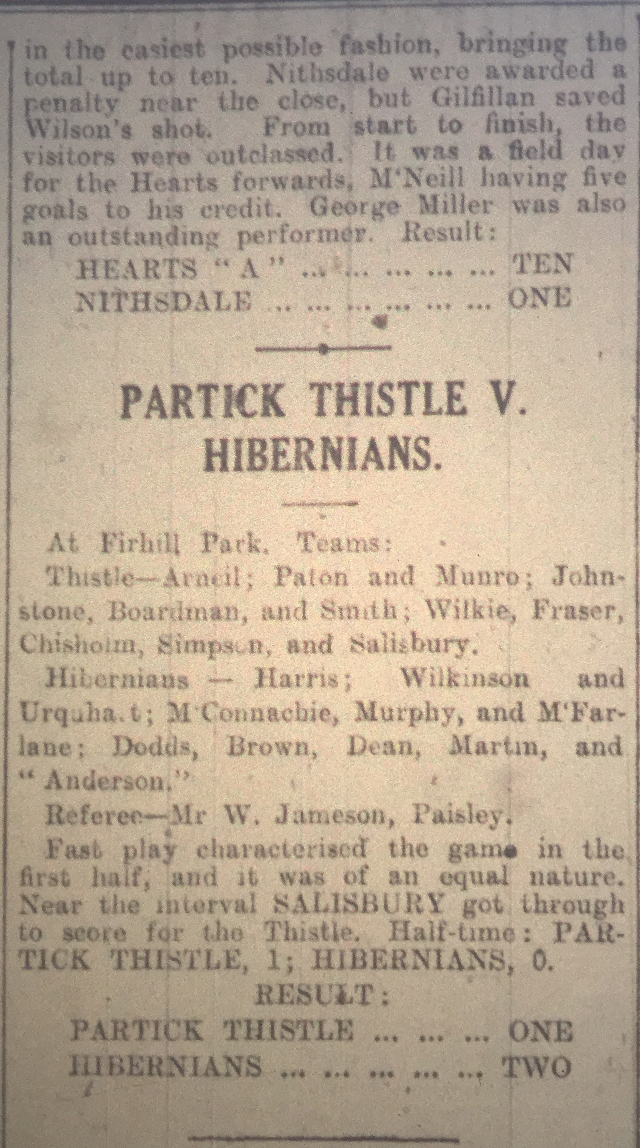 in the easiest possible fashion, bringing the
total up to ten. Nithsdale were awarded a
penalty near the close, but Gilfillan saved
Wilson's shot. From start to finish, the
visitors were outclassed. It was a field day
for the Hearts forwards, M'Neill having five
goals to his credit. George Miller was also
an outstanding performer. Result:
HEARTS "A" ... ... ... ... ... TEN
NITHSDALE ... ... ... ... ... ... ONE
PARTICK THISTLE V.
HIBERNIANS.
At Firhill Park. Teams:
Thistle—Arneil; Paton and Munro; John-
stone, Boardman, and Smith; Wilkie, Fraser,
Chisholm, Simpson, and Salisbury.
Hibernians — Harris; Wilkinson and
Urquhart; M'Connachie, Murphy, and M'Far-
lane; Dodds, Brown, Dean, Martin, and
"Anderson."
Referee—Mr W. Jameson, Paisley.
Fast play characterised the game in the
first half, and it was of an equal nature.
Near the interval SALISBURY got through
to score for the Thistle. Half-time: PAR-
TICK THISTLE, 1; HIBERNIANS, 0.
RESULT:
PARTICK THISTLE ... ... ... ONE
HIBERNIANS ... ... ... ... ... TWO